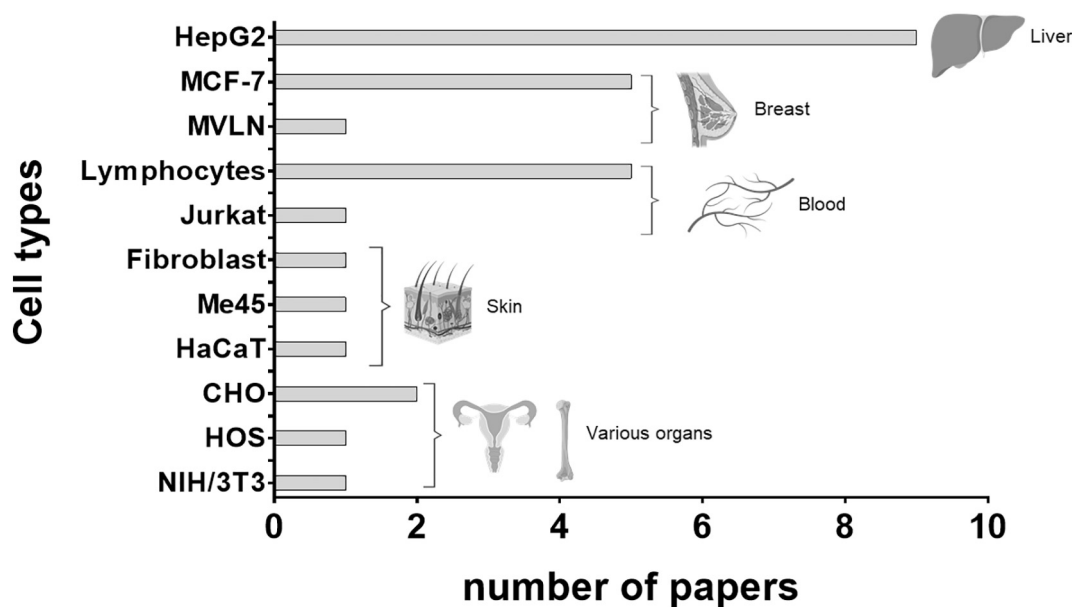 HepG2
Liver
MCF-7
Breast
MVLN
Lymphocytes
Blood
Jurkat
Fibroblast
Me45
Skin
HaCaT
CHO
HOS
Various organs
NIH/3T3
Cell types
0 2 4 6 8 10
number of papers